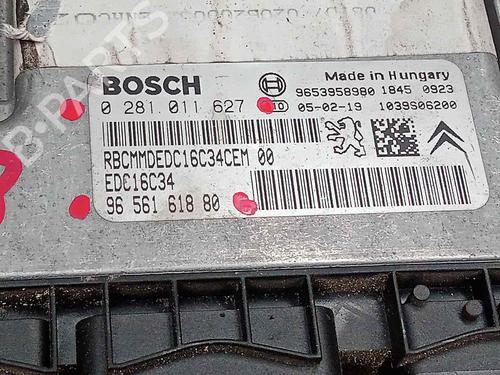 BOSCH
Made in Hungary
9653958980 1845 0923
0 281 011 627
05-02-19 1039S06200
RBCMMDEDC16C34CEM 00
EDC16C34
96 561 618 80
B-PARTS